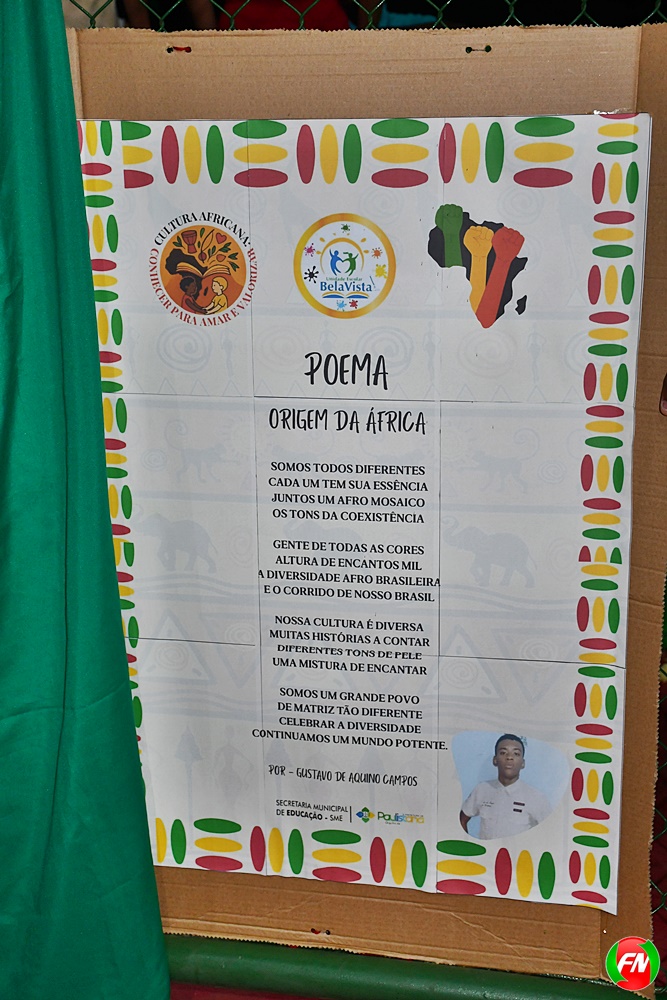 CULTURA AFRICANA:
CONHECER PARA AMAR E VALORIZAR
Unidade Escolar
BelaVista
POEMA
ORIGEM DA ÁFRICA
SOMOS TODOS DIFERENTES
CADA UM TEM SUA ESSÊNCIA
JUNTOS UM AFRO MOSAICO
OS TONS DA COEXISTÊNCIA
GENTE DE TODAS AS CORES
ALTURA DE ENCANTOS MIL
A DIVERSIDADE AFRO BRASILEIRA
E O CORRIDO DE NOSSO BRASIL
NOSSA CULTURA É DIVERSA
MUITAS HISTÓRIAS A CONTAR
DIFERENTES TONS DE PELE
UMA MISTURA DE ENCANTAR
SOMOS UM GRANDE POVO
DE MATRIZ TÃO DIFERENTE
CELEBRAR A DIVERSIDADE
CONTINUAMOS UM MUNDO POTENTE.
POR - GUSTAVO DE AQUINO CAMPOS
SECRETARIA MUNICIPAL
DE EDUCAÇÃO - SME
FN